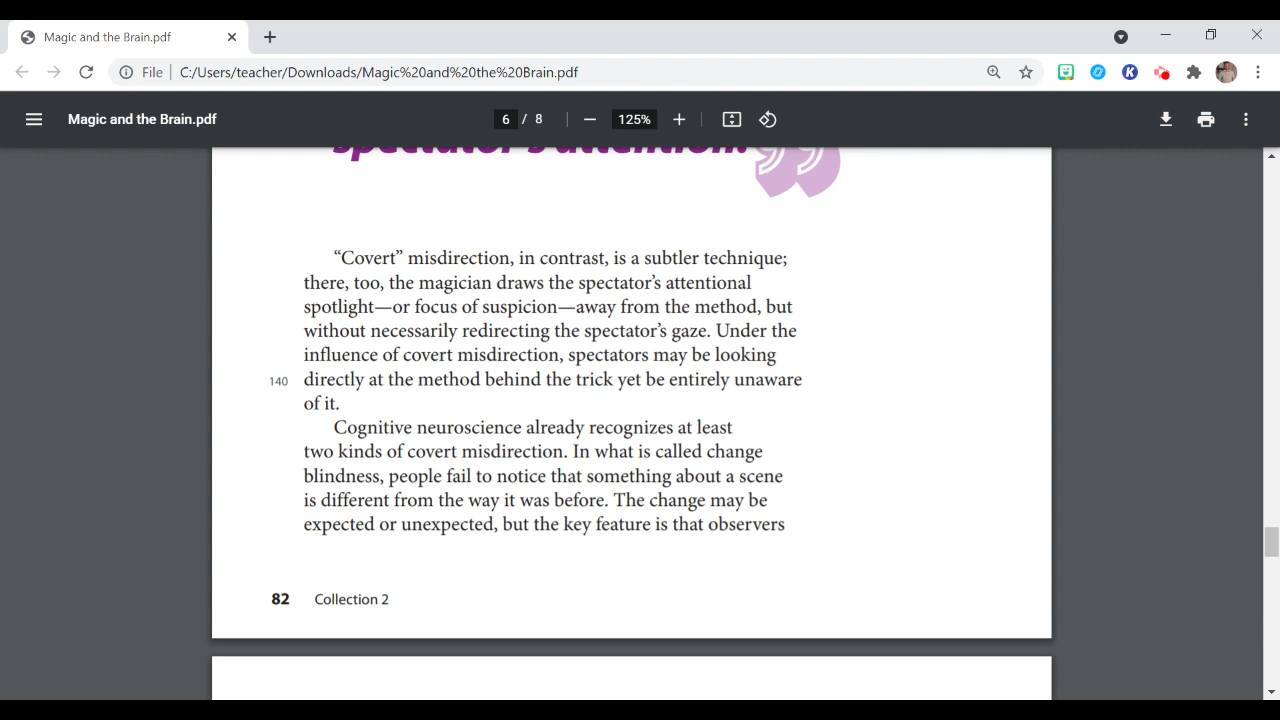 Magic and the Brain.pdf
File C:/Users/teacher/Downloads/Magic%20and%20the%20Brain.pdf
Magic and the Brain.pdf 6 / 8 125%
spectator's attention.
“Covert” misdirection, in contrast, is a subtler technique;
there, too, the magician draws the spectator’s attentional
spotlight—or focus of suspicion—away from the method, but
without necessarily redirecting the spectator’s gaze. Under the
influence of covert misdirection, spectators may be looking
140 directly at the method behind the trick yet be entirely unaware
of it.
Cognitive neuroscience already recognizes at least
two kinds of covert misdirection. In what is called change
blindness, people fail to notice that something about a scene
is different from the way it was before. The change may be
expected or unexpected, but the key feature is that observers
82 Collection 2